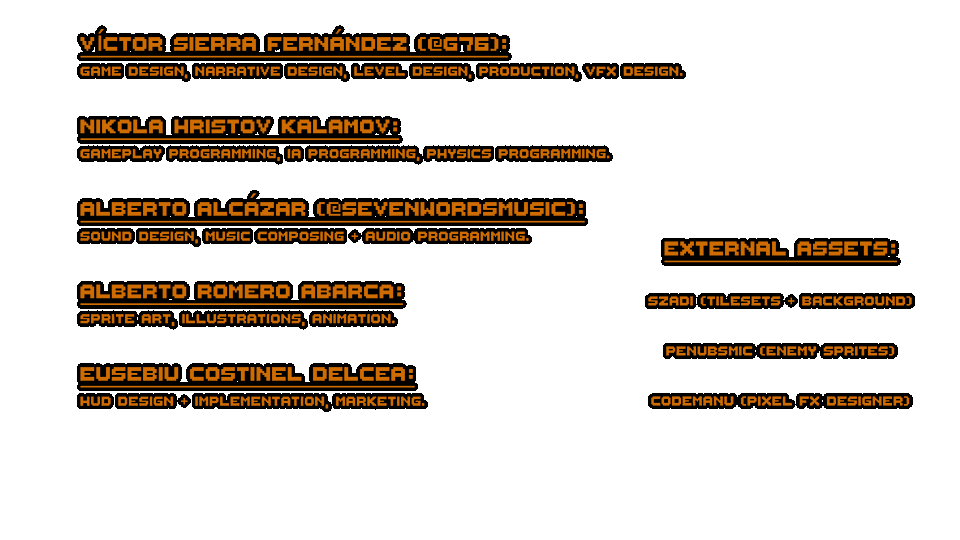 VÍCTOR SIERRA FERNÁNDEZ (@G76):
GAME DESIGN, NARRATIVE DESIGN, LEVEL DESIGN, PRODUCTION, VFX DESIGN.
NIKOLA HRISTOV KALAMOV:
GAMEPLAY PROGRAMMING, IA PROGRAMMING, PHYSICS PROGRAMMING.
ALBERTO ALCÁZAR (@SEVENWORDSMUSIC):
SOUND DESIGN, MUSIC COMPOSING + AUDIO PROGRAMMING.
ALBERTO ROMERO ABARCA:
SPRITE ART, ILLUSTRATIONS, ANIMATION.
EUSEBIU COSTINEL DELCEA:
HUD DESIGN + IMPLEMENTATION, MARKETING.
EXTERNAL ASSETS:
SZADI (TILESETS + BACKGROUND)
PENUBSMIC (ENEMY SPRITES)
CODEMANU (PIXEL FX DESIGNER)